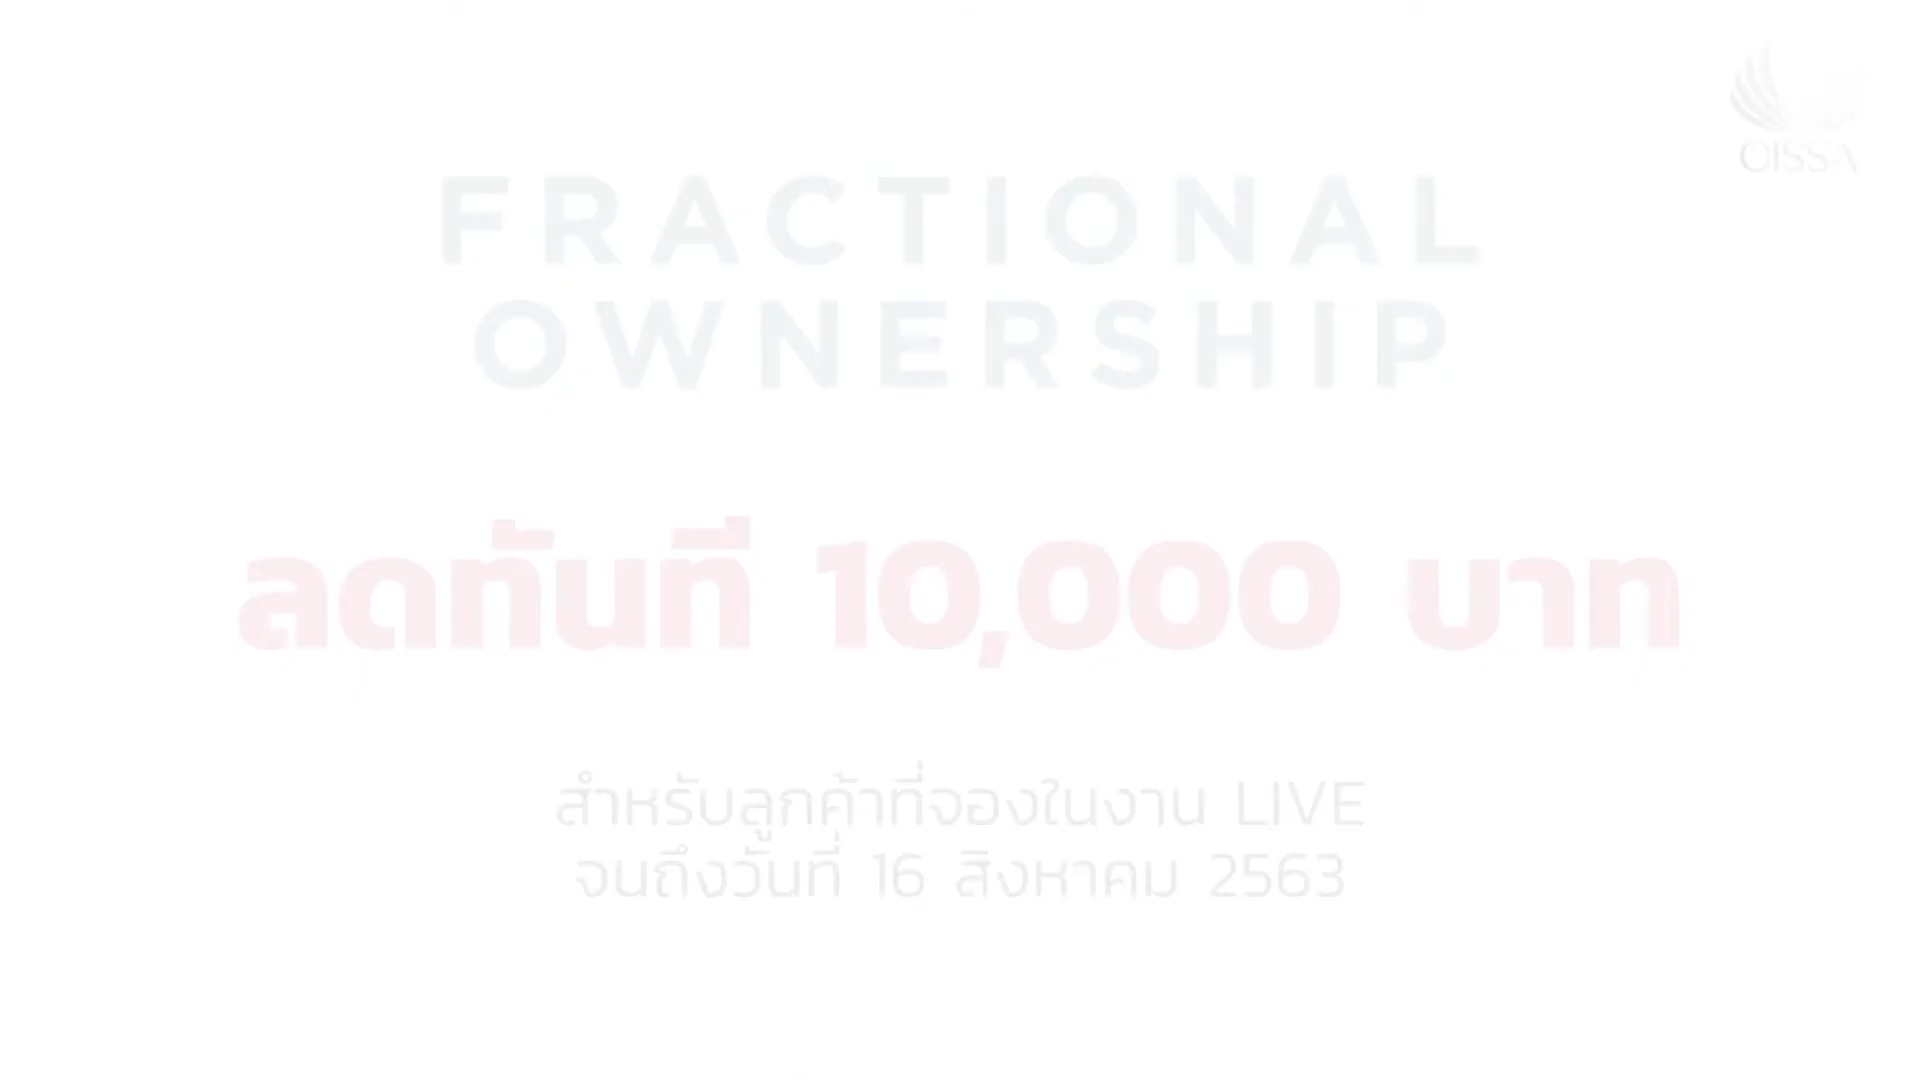 OISSA
FRACTIONAL
OWNERSHIP
ลดทันที 10,000 บาท
สำหรับลูกค้าที่จองในงาน LIVE
จนถึงวันที่ 16 สิงหาคม 2563